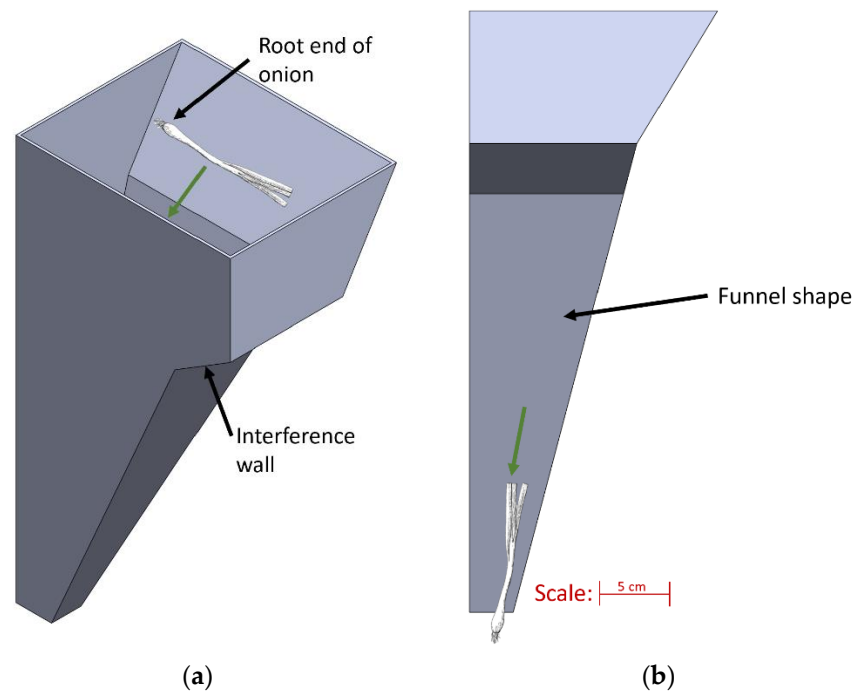 Root end of
onion
Interference
wall
Funnel shape
Scale:
5 cm
(a)
(b)